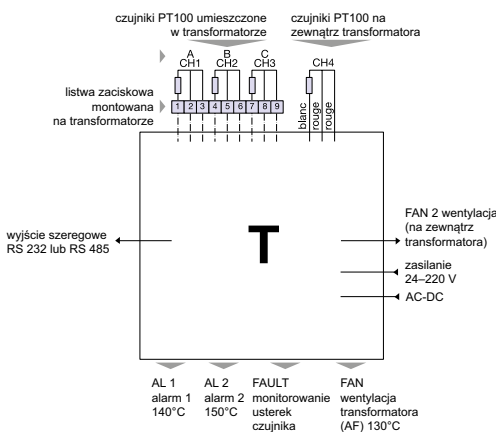 czujniki PT100 umieszczone
w transformatorze
czujniki PT100 na
zewnątrz transformatora
A
B
C
CH1
CH2
CH3
CH4
listwa zaciskowa
montowana
na transformatorze
1 2 3 4 5 6 7 8 9
blanc
rouge
rouge
T
wyjście szeregowe
RS 232 lub RS 485
FAN 2 wentylacja
(na zewnątrz
transformatora)
zasilanie
24–220 V
AC-DC
AL 1
alarm 1
140°C
AL 2
alarm 2
150°C
FAULT
monitorowanie
usterek
czujnika
FAN
wentylacja
transformatora
(AF) 130°C